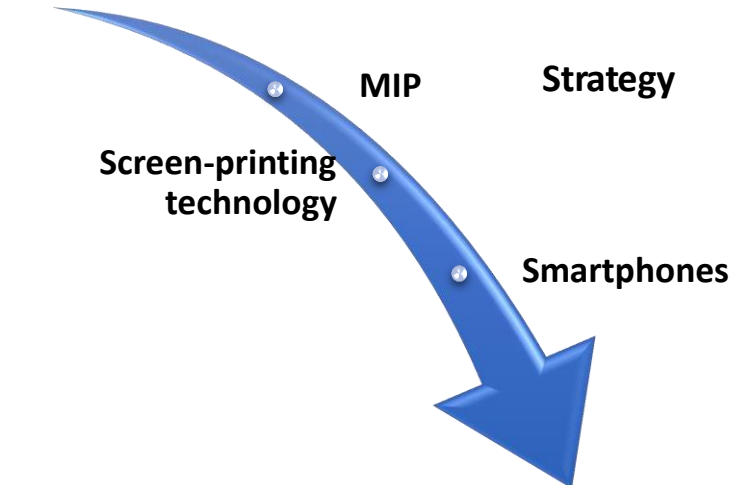 MIP
Strategy
Screen-printing
technology
Smartphones